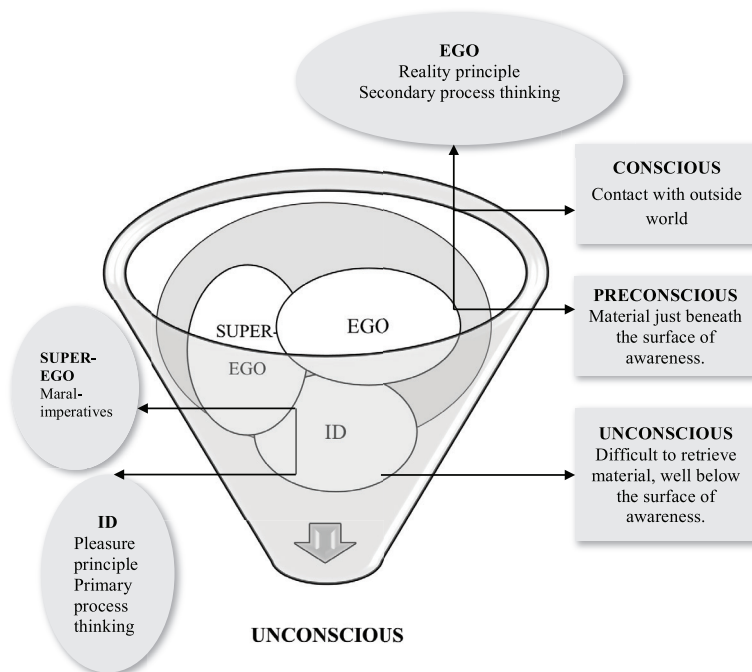 EGO
Reality principle
Secondary process thinking
CONSCIOUS
Contact with outside
world
PRECONSCIOUS
Material just beneath
the surface of
awareness.
SUPER-
EGO
EGO
SUPER-
EGO
Maral-
imperatives
ID
UNCONSCIOUS
Difficult to retrieve
material, well below
the surface of
awareness.
ID
Pleasure
principle
Primary
process
thinking
UNCONSCIOUS